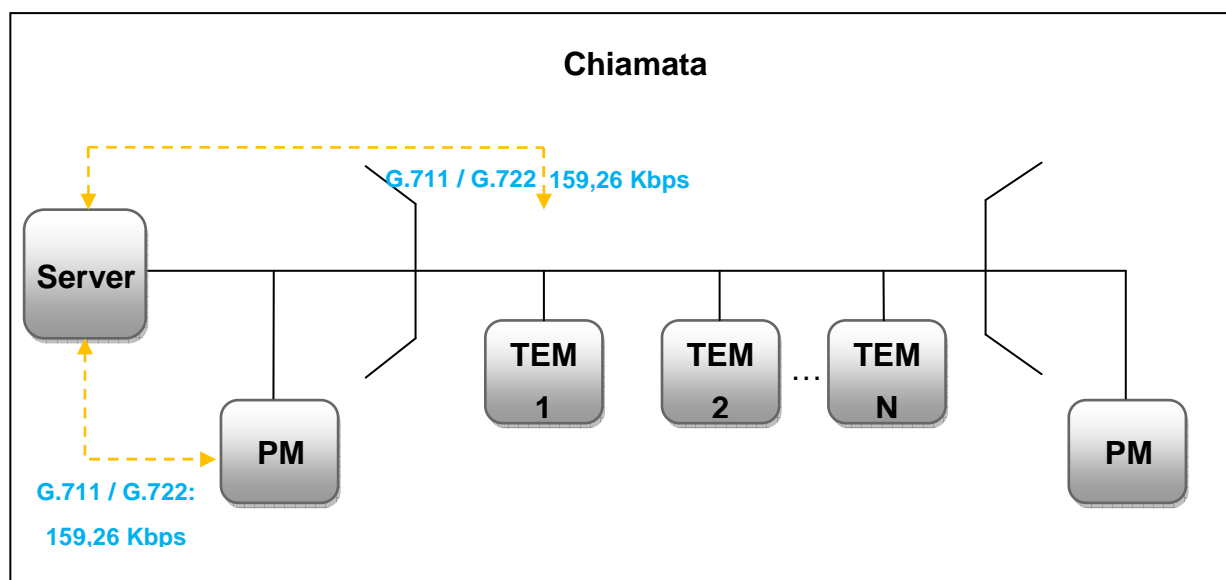 Chiamata
G.711 / G.722 159,26 Kbps
Server
TEM
1
TEM
2
...
TEM
N
PM
PM
G.711 / G.722:
159,26 Kbps